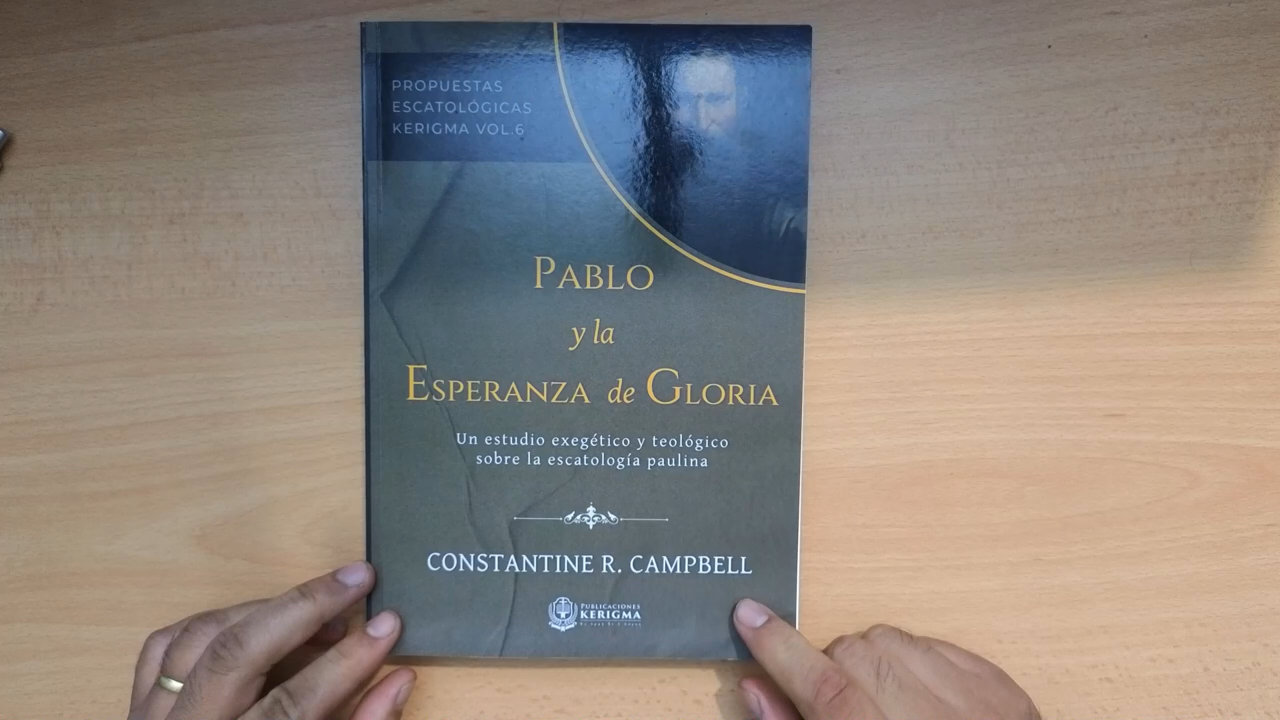 PROPUESTAS
ESCATOLÓGICAS
KERIGMA VOL.6
PABLO
y la
ESPERANZA de GLORIA
Un estudio exegético y teológico
sobre la escatología paulina
CONSTANTINE R. CAMPBELL
PUBLICACIONES
KERIGMA